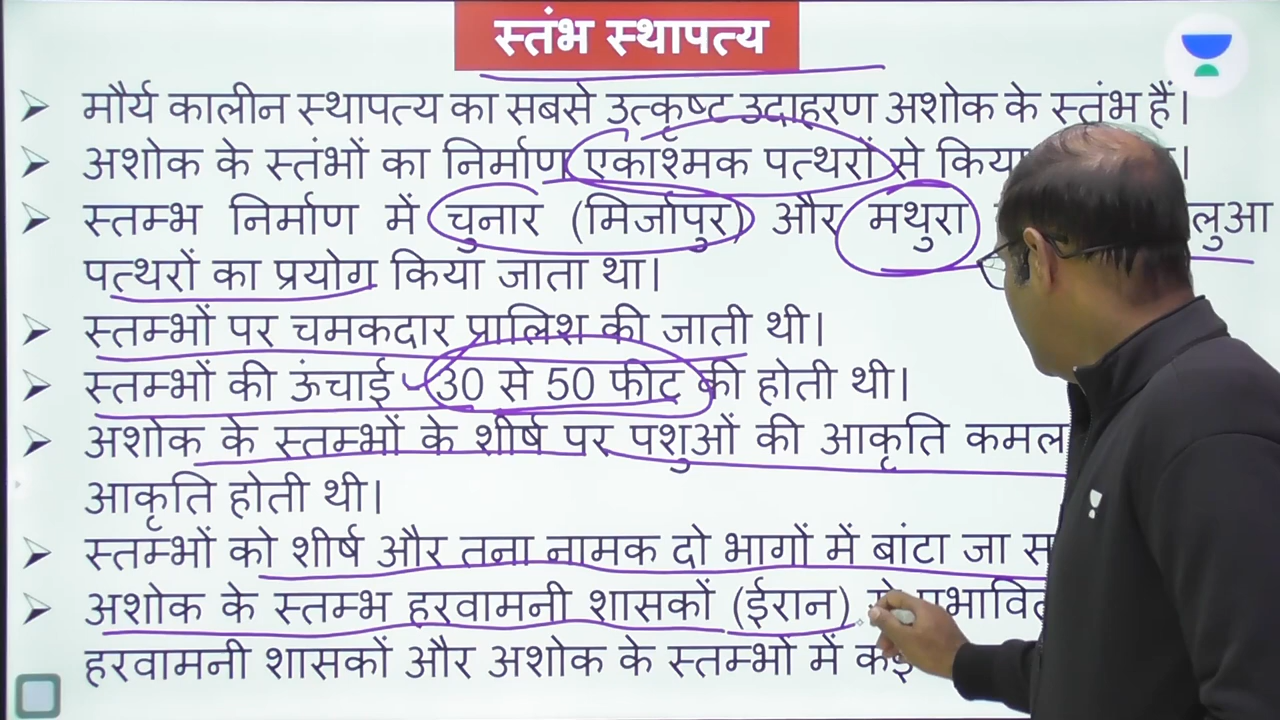 स्तंभ स्थापत्य
मौर्य कालीन स्थापत्य का सबसे उत्कृष्ट उदाहरण अशोक के स्तंभ हैं।
अशोक के स्तंभों का निर्माण एकाश्मक पत्थरों से किया
स्तम्भ निर्माण में चुनार (मिर्जापुर) और मथुरा
पत्थरों का प्रयोग किया जाता था।
स्तम्भों पर चमकदार प्रालिश की जाती थी।
स्तम्भों की ऊंचाई 30 से 50 फीट की होती थी।
अशोक के स्तम्भों के शीर्ष पर पशुओं की आकृति कमल
आकृति होती थी।
स्तम्भों को शीर्ष और तना नामक दो भागों में बांटा जा
अशोक के स्तम्भ हरवामनी शासकों (ईरान)
हरवामनी शासकों और अशोक के स्तम्भों में